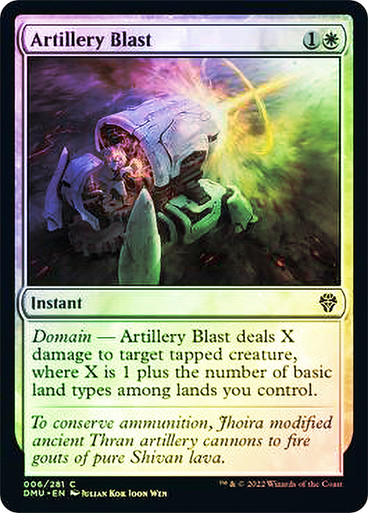 Artillery Blast 1
Instant
Domain — Artillery Blast deals X
damage to target tapped creature,
where X is 1 plus the number of basic
land types among lands you control.
To conserve ammunition, Jhoira modified
ancient Thran artillery cannons to fire
gouts of pure Shivan lava.
006/281 C
DMU • EN Julian Kok Joon Wen
™ & © 2022 Wizards of the Coast